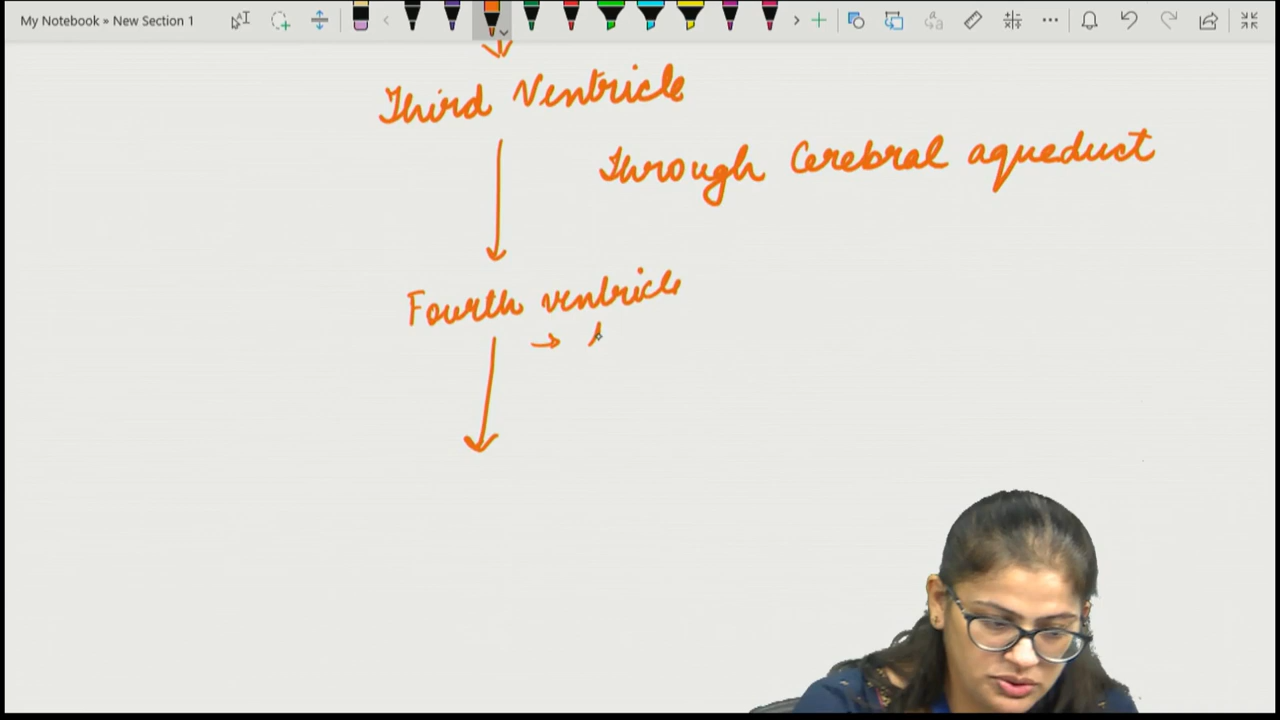 My Notebook » New Section 1
Third Ventricle
Through Cerebral aqueduct
Fourth ventricle